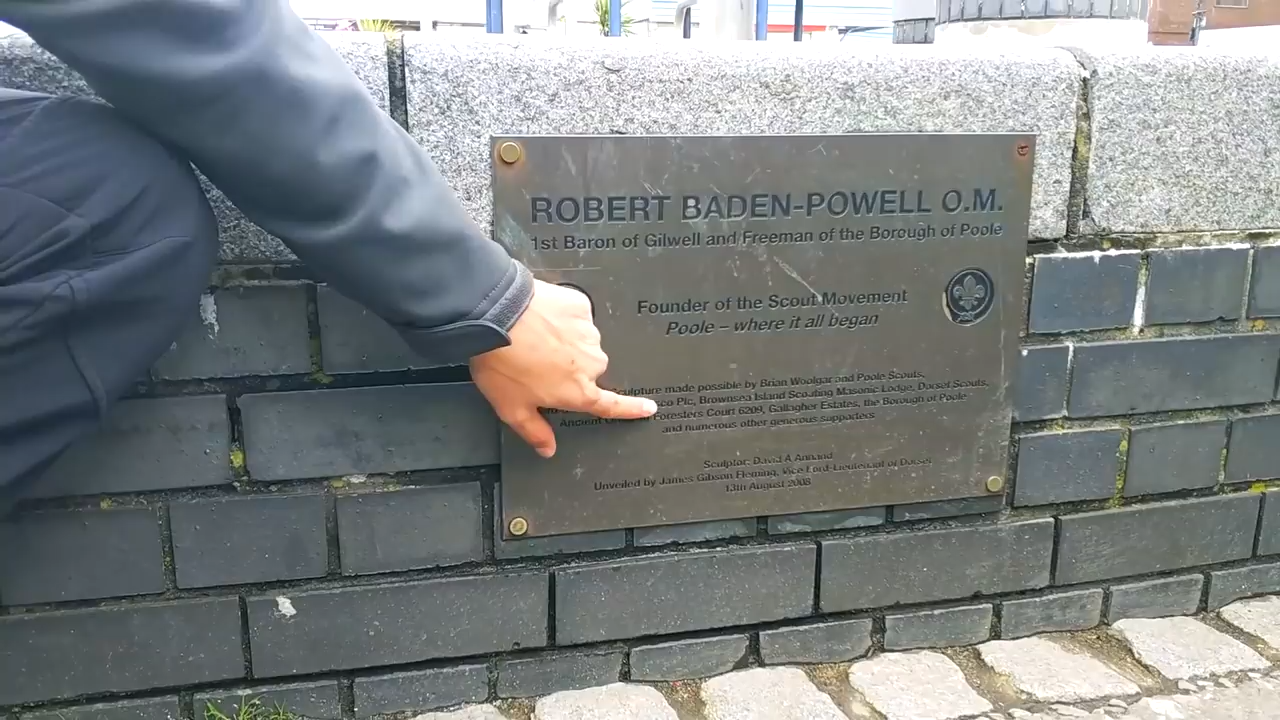 ROBERT BADEN-POWELL O.M.
1st Baron of Gilwell and Freeman of the Borough of Poole
Founder of the Scout Movement
Poole – where it all began
sculpture made possible by Brian Woolgar and Poole Scouts,
Plc, Brownsea Island Scouting Masonic Lodge, Dorset Scouts,
Ancient Foresters Court 6209, Gallagher Estates, the Borough of Poole
and numerous other generous supporters
Sculptor: David A Annand
Unveiled by James Gibson Fleming, Vice Lord-Lieutenant of Dorset
13th August 2008